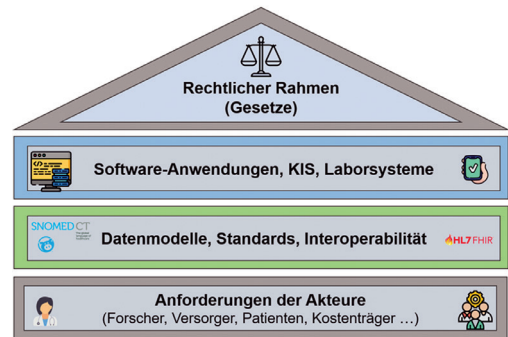 Rechtlicher Rahmen
(Gesetze)
Software-Anwendungen, KIS, Laborsysteme
SNOMED CT
Datenmodelle, Standards, Interoperabilität
HL7 FHIR
Anforderungen der Akteure
(Forscher, Versorger, Patienten, Kostenträger ...)